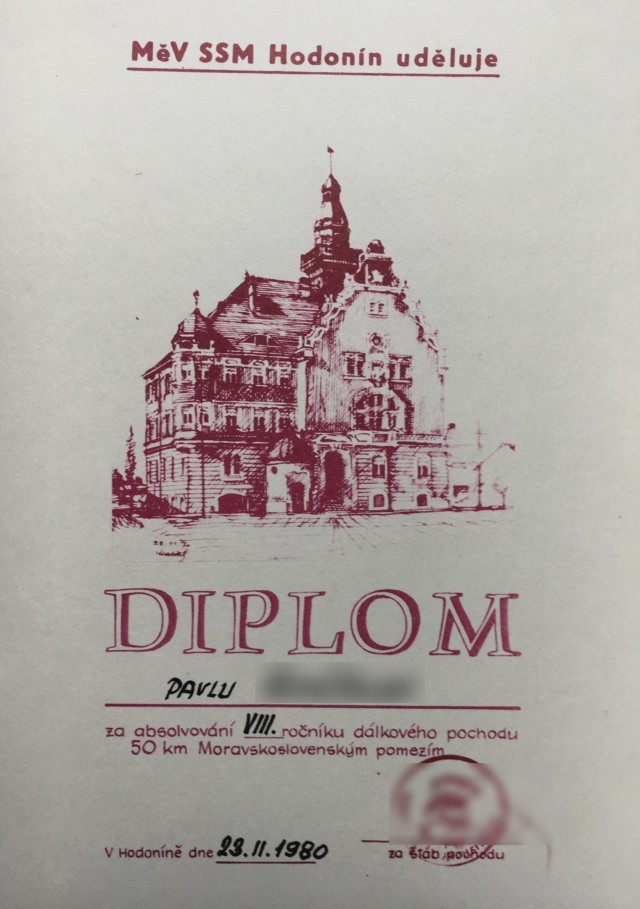 MěV SSM Hodonín uděluje
DIPLOM
PAVLU
za absolvování VIII. ročníku dálkového pochodu
50 km Moravskoslovenským pomezím
V Hodoníně dne 23.11.1980
za štáb pochodu